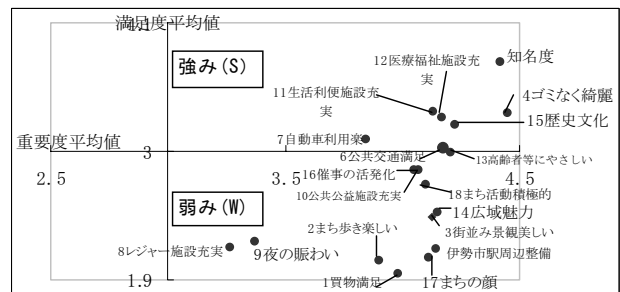 満足度平均値
4.1
強み(S)
知名度
12医療福祉施設充
実
11生活利便施設充
実
4ゴミなく綺麗
15歴史文化
7自動車利用楽
重要度平均値
3
6公共交通満足
13高齢者等にやさしい
2.5
3.5
4.5
16催事の活発化
10公共公益施設充実
18まち活動積極的
弱み(W)
14広域魅力
2まち歩き楽しい
3街並み景観美しい
8レジャー施設充実
9夜の賑わい
伊勢市駅周辺整備
1.9
1買物満足
17まちの顔